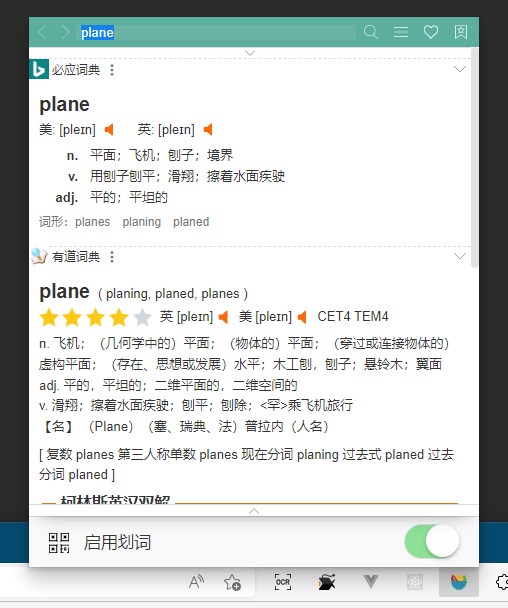 plane
必应词典
plane
美: [pleɪn] 英: [pleɪn]
n. 平面；飞机；刨子；境界
v. 用刨子刨平；滑翔；擦着水面疾驶
adj. 平的；平坦的
词形：planes planing planed
有道词典
plane ( planing, planed, planes )
英 [pleɪn] 美 [pleɪn] CET4 TEM4
n. 飞机；（几何学中的）平面；（物体的）平面；（穿过或连接物体的）
虚构平面；（存在、思想或发展）水平；木工刨，刨子；悬铃木；翼面
adj. 平的，平坦的；二维平面的，二维空间的
v. 滑翔；擦着水面疾驶；刨平；刨除；<罕>乘飞机旅行
【名】（Plane）（塞、瑞典、法）普拉内（人名）
[ 复数 planes 第三人称单数 planes 现在分词 planing 过去式 planed 过去
分词 planed ]
柯林斯英汉双解
启用划词
A
OCR